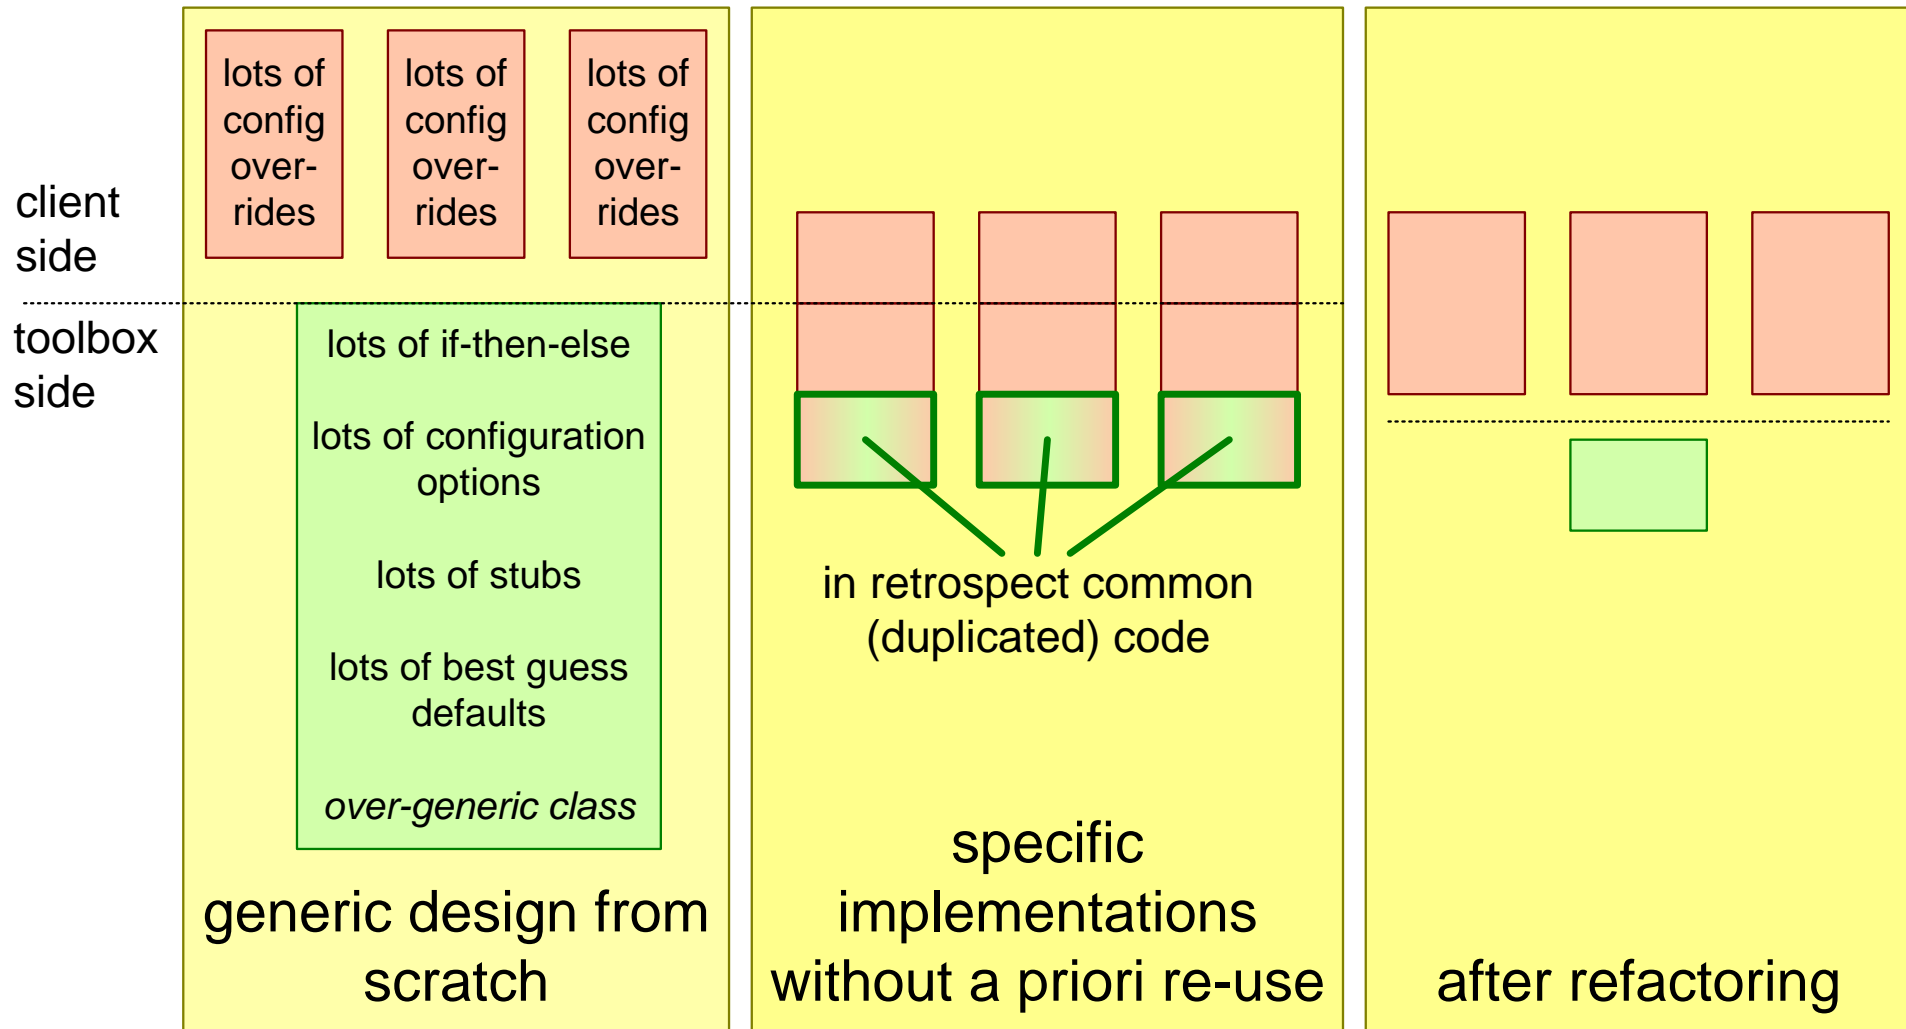 client
side
toolbox
side
lots of
config
over-
rides
lots of
config
over-
rides
lots of
config
over-
rides
lots of if-then-else
lots of configuration
options
lots of stubs
lots of best guess
defaults
over-generic class
generic design from
scratch
in retrospect common
(duplicated) code
specific
implementations
without a priori re-use
after refactoring